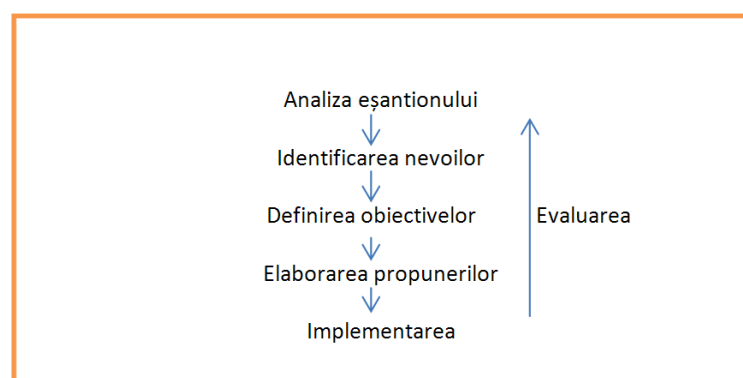 Analiza eșantionului
Identificarea nevoilor
Definirea obiectivelor
Evaluarea
Elaborarea propunerilor
Implementarea